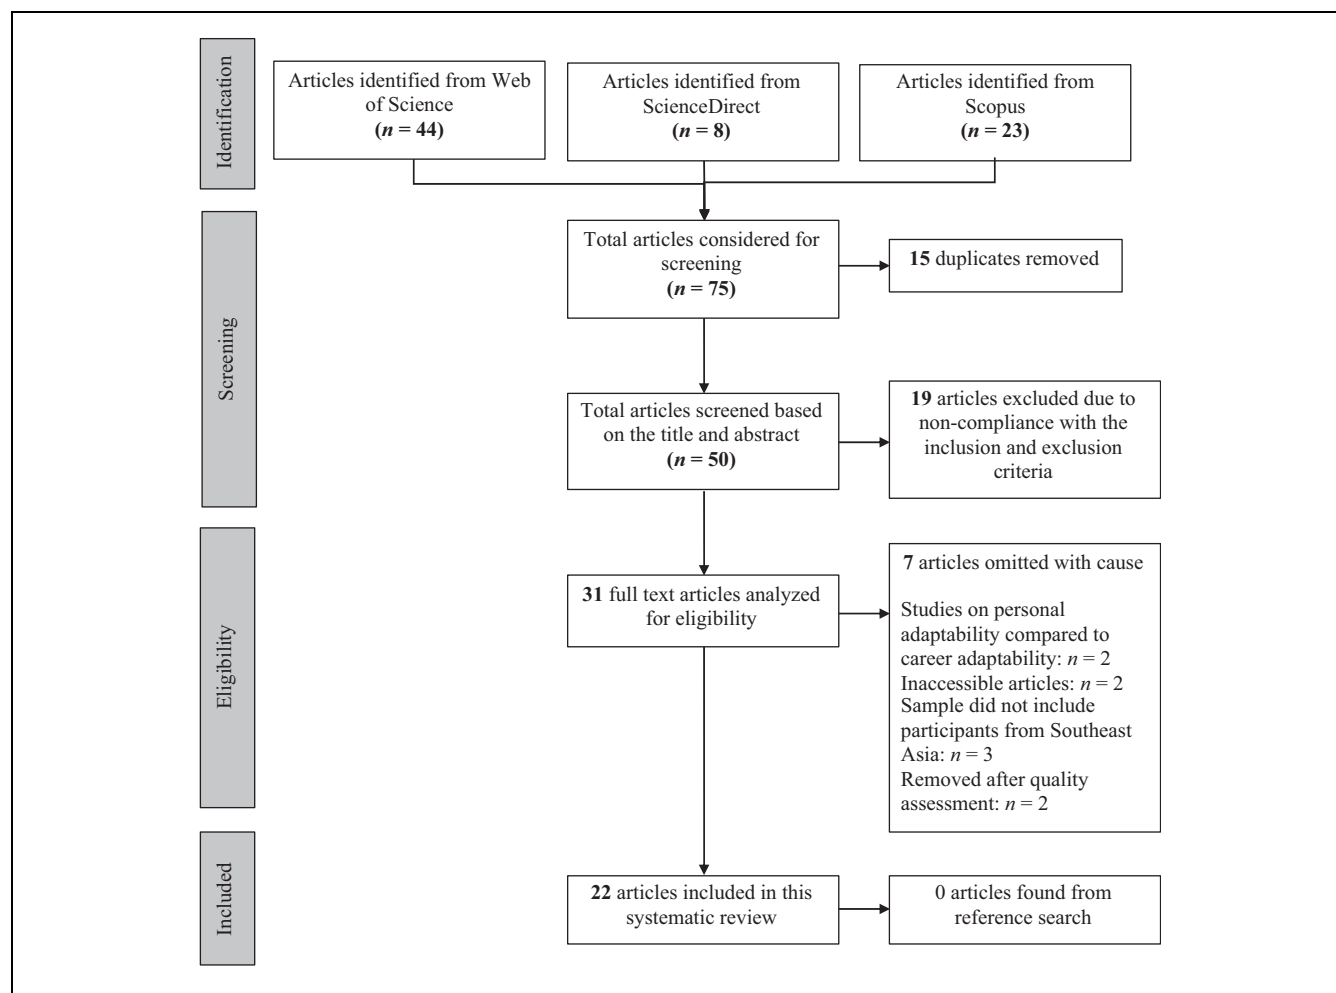 Identification
Articles identified from Web
of Science
(n = 44)
Articles identified from
ScienceDirect
(n = 8)
Articles identified from
Scopus
(n = 23)
Screening
Total articles considered for
screening
(n = 75)
15 duplicates removed
Total articles screened based
on the title and abstract
(n = 50)
19 articles excluded due to
non-compliance with the
inclusion and exclusion
criteria
Eligibility
31 full text articles analyzed
for eligibility
7 articles omitted with cause
Studies on personal
adaptability compared to
career adaptability: n = 2
Inaccessible articles: n = 2
Sample did not include
participants from Southeast
Asia: n = 3
Removed after quality
assessment: n = 2
Included
22 articles included in this
systematic review
0 articles found from
reference search